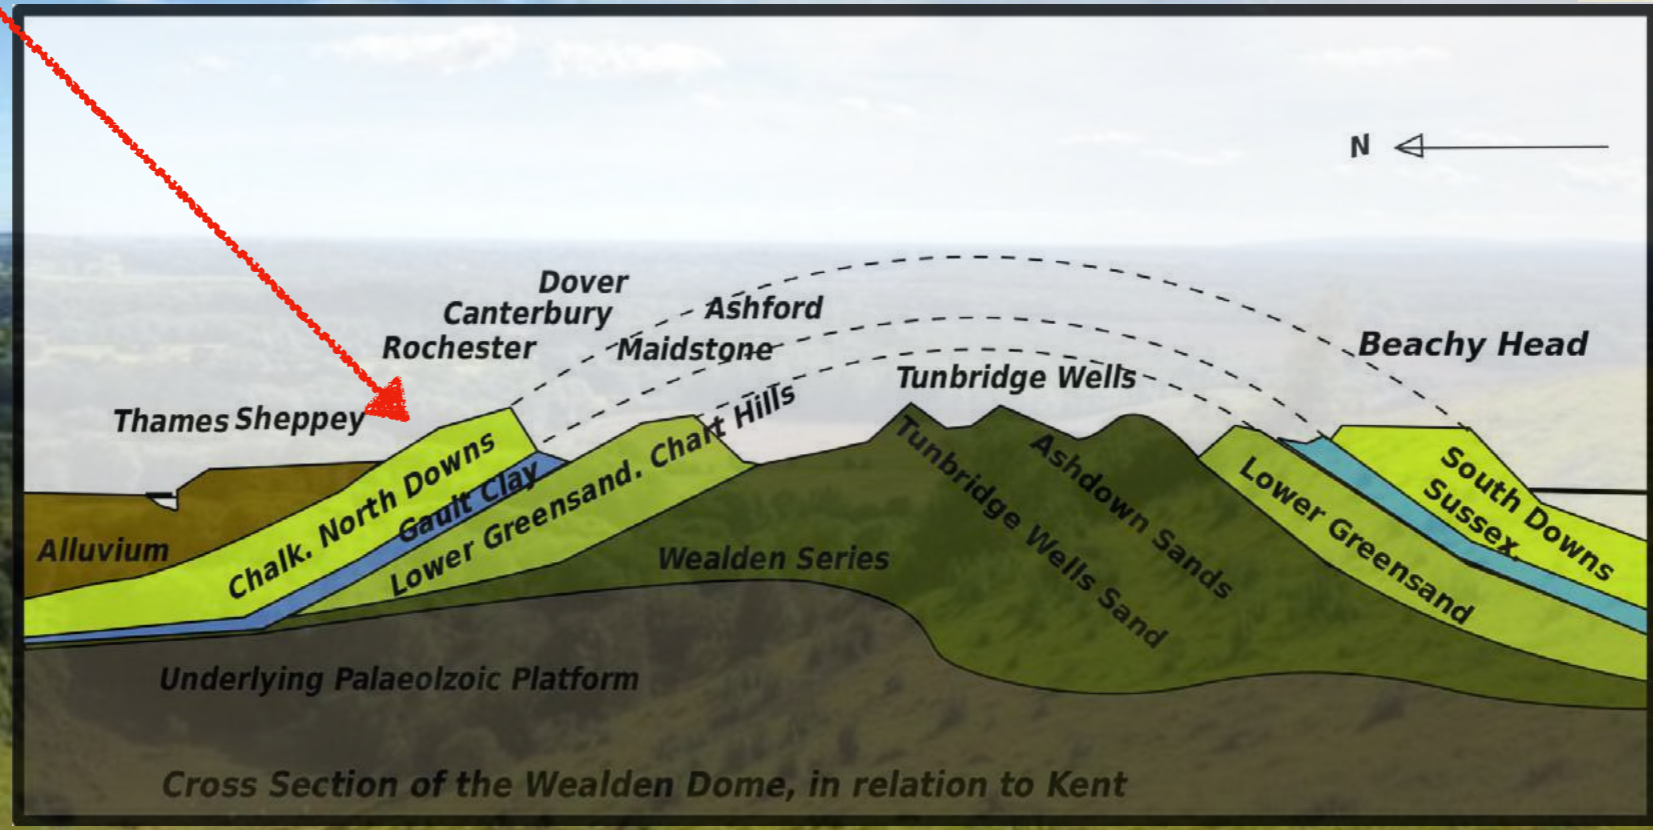 N
Dover
Canterbury
Ashford
Rochester
Maidstone
Beachy Head
Tunbridge Wells
Thames
Sheppey
Chalk. North Downs
Gault Clay
Lower Greensand. Chart Hills
Tunbridge Wells Sand
Ashdown Sands
Lower Greensand
South Downs
Sussex.
Alluvium
Wealden Series
Underlying Palaeolzoic Platform
Cross Section of the Wealden Dome, in relation to Kent